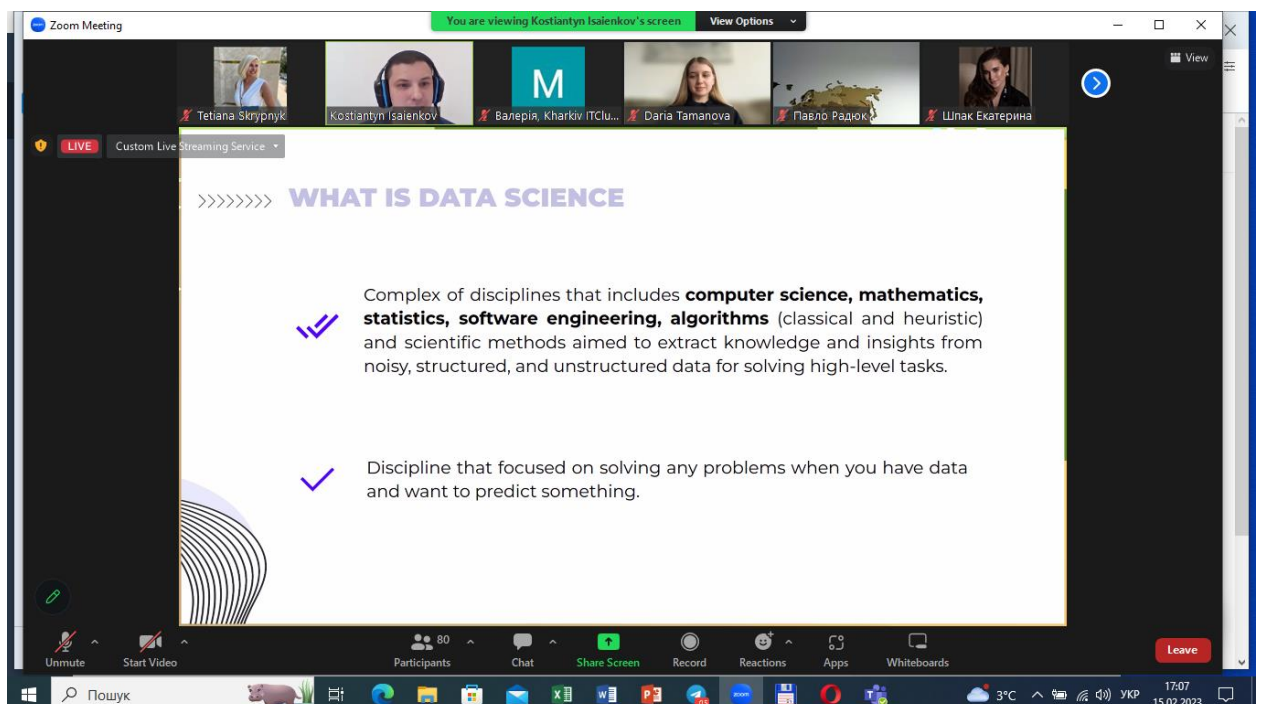 Zoom Meeting
You are viewing Kostiantyn Isaienkov's screen
View Options
View
Tetiana Skrypnyk
Kostiantyn Isaienkov
M
Валерія, Kharkiv ITClu...
Daria Tamanova
Павло Радюк
Шпак Екатерина
LIVE
Custom Live Streaming Service
>>>>>>>> WHAT IS DATA SCIENCE
Complex of disciplines that includes computer science, mathematics,
statistics, software engineering, algorithms (classical and heuristic)
and scientific methods aimed to extract knowledge and insights from
noisy, structured, and unstructured data for solving high-level tasks.
Discipline that focused on solving any problems when you have data
and want to predict something.
Unmute
Start Video
80
Participants
Chat
Share Screen
Record
Reactions
Apps
Whiteboards
Leave
Пошук
zoom
3°C
УКР
17:07
15.02.2023